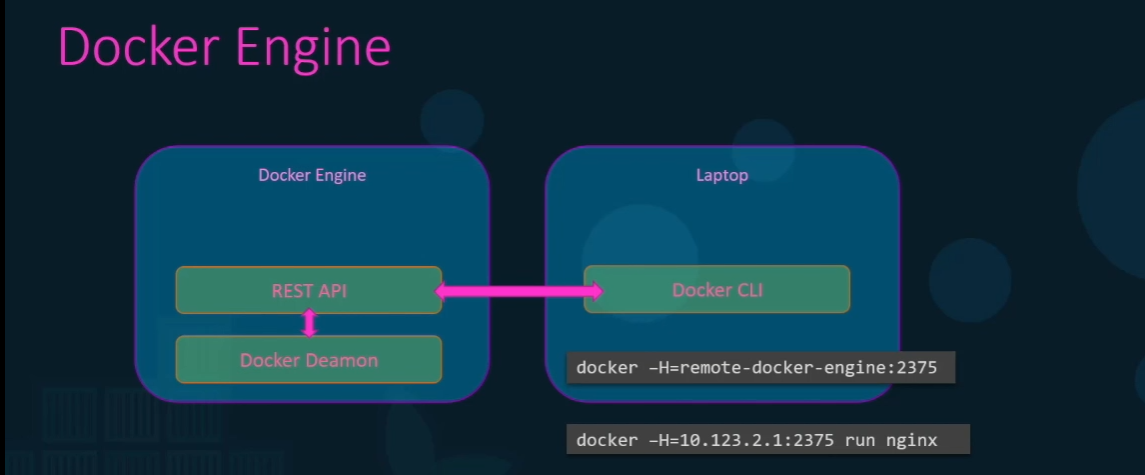 Docker Engine
Docker Engine
Laptop
REST API
Docker CLI
Docker Deamon
docker –H=remote-docker-engine:2375
docker –H=10.123.2.1:2375 run nginx